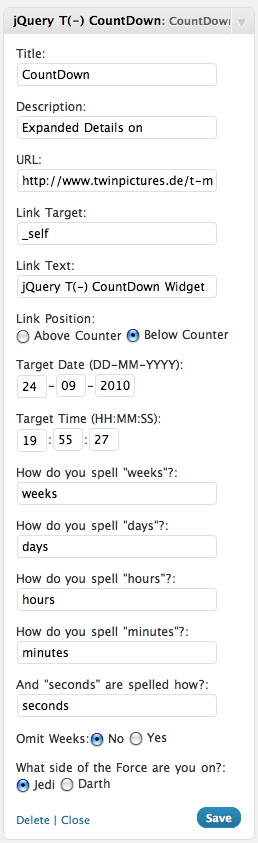 jQuery T(-) CountDown: CountDown
Title:
CountDown
Description:
Expanded Details on
URL:
http://www.twinpictures.de/t-m
Link Target:
_self
Link Text:
jQuery T(-) CountDown Widget
Link Position:
Above Counter Below Counter
Target Date (DD-MM-YYYY):
24 - 09 - 2010
Target Time (HH:MM:SS):
19 : 55 : 27
How do you spell "weeks"?:
weeks
How do you spell "days"?:
days
How do you spell "hours"?:
hours
How do you spell "minutes"?:
minutes
And "seconds" are spelled how?:
seconds
Omit Weeks: No Yes
What side of the Force are you on?:
Jedi Darth
Delete | Close Save